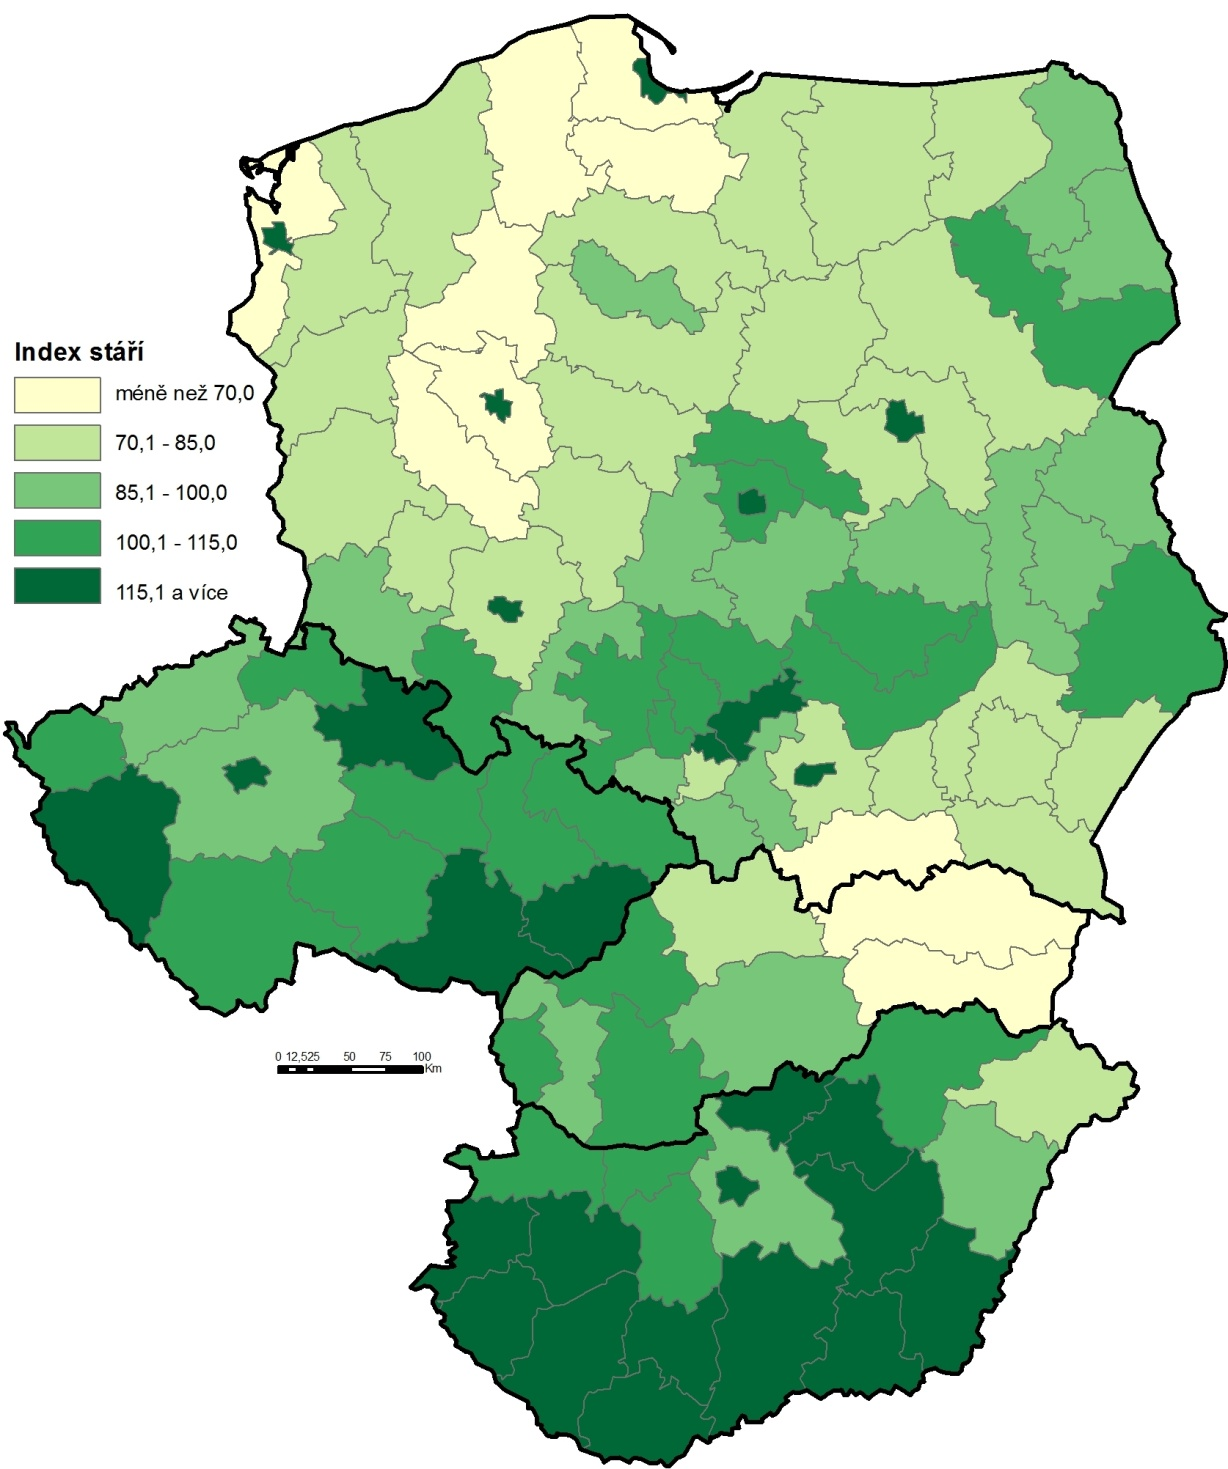 Index stáří
méně než 70,0
70,1 - 85,0
85,1 - 100,0
100,1 - 115,0
115,1 a více
0 12,525 50 75 100
Km